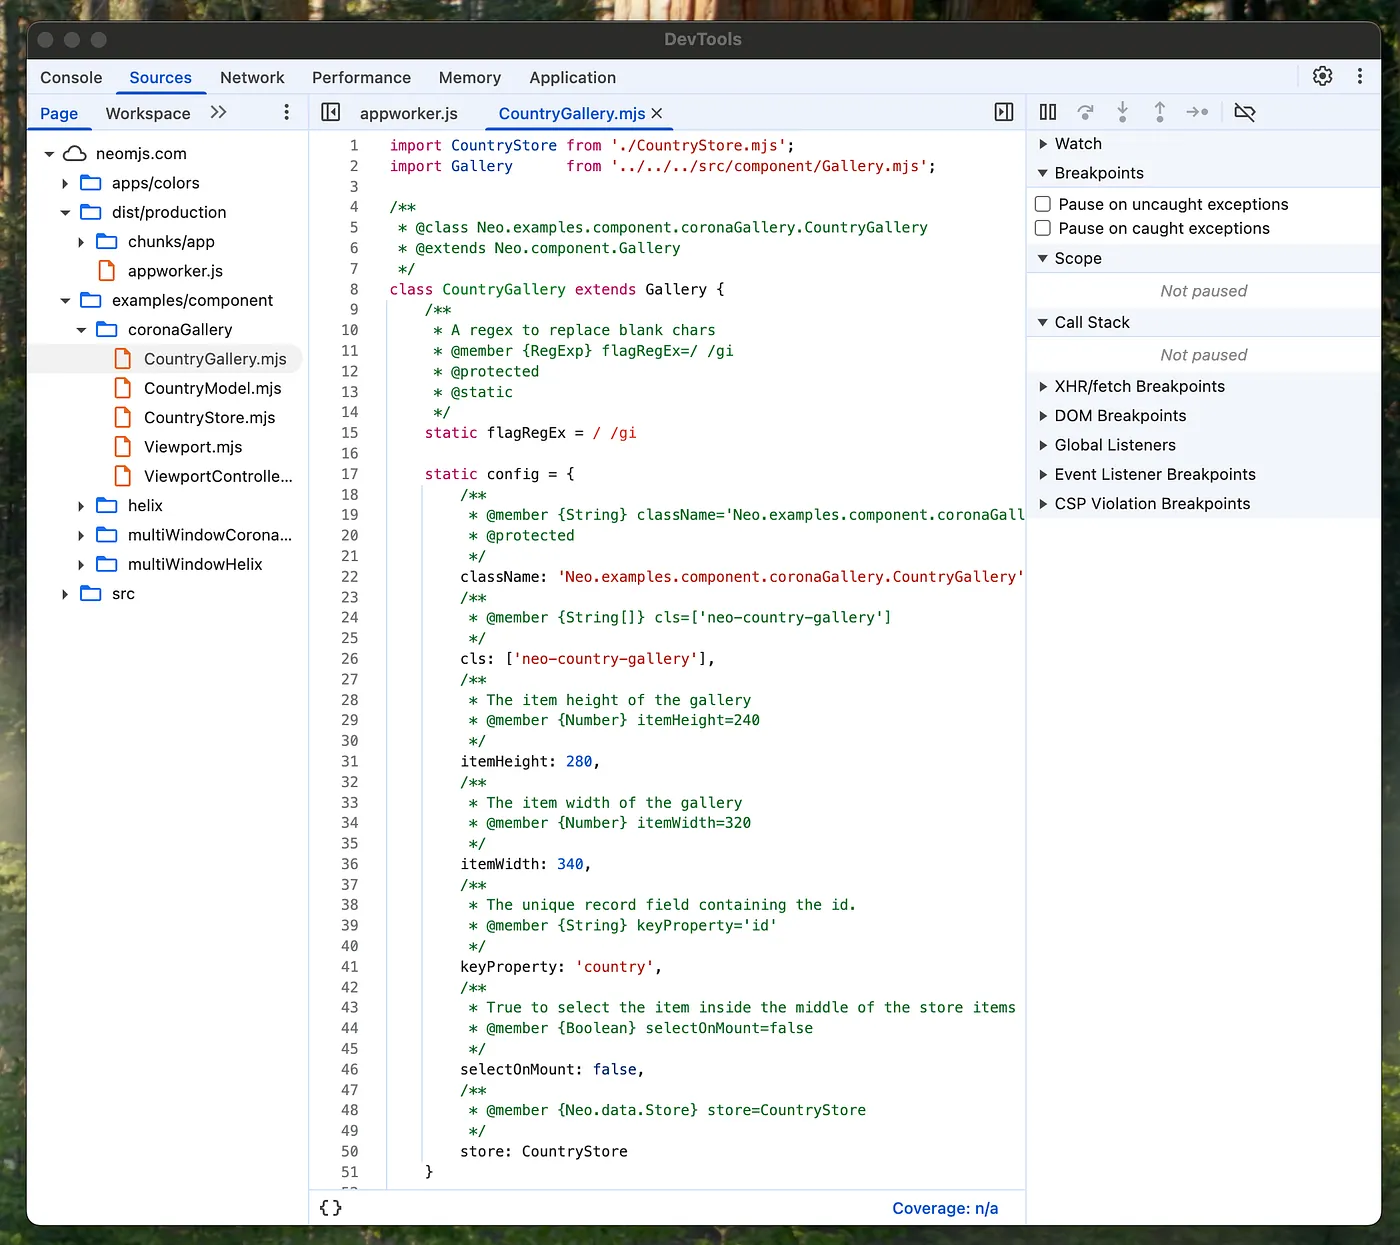 DevTools
Console Sources Network Performance Memory Application
Page Workspace
neomjs.com
apps/colors
dist/production
chunks/app
appworker.js
examples/component
coronaGallery
CountryGallery.mjs
CountryModel.mjs
CountryStore.mjs
Viewport.mjs
ViewportControlle...
helix
multiWindowCorona...
multiWindowHelix
src
appworker.js CountryGallery.mjs
1 import CountryStore from './CountryStore.mjs';
2 import Gallery      from '../../../src/component/Gallery.mjs';
3
4 /**
5  * @class Neo.examples.component.coronaGallery.CountryGallery
6  * @extends Neo.component.Gallery
7  */
8 class CountryGallery extends Gallery {
9     /**
10      * A regex to replace blank chars
11      * @member {RegExp} flagRegEx=/ /gi
12      * @protected
13      * @static
14      */
15     static flagRegEx = / /gi
16
17     static config = {
18         /**
19          * @member {String} className='Neo.examples.component.coronaGall
20          * @protected
21          */
22         className: 'Neo.examples.component.coronaGallery.CountryGallery'
23         /**
24          * @member {String[]} cls=['neo-country-gallery']
25          */
26         cls: ['neo-country-gallery'],
27         /**
28          * The item height of the gallery
29          * @member {Number} itemHeight=240
30          */
31         itemHeight: 280,
32         /**
33          * The item width of the gallery
34          * @member {Number} itemWidth=320
35          */
36         itemWidth: 340,
37         /**
38          * The unique record field containing the id.
39          * @member {String} keyProperty='id'
40          */
41         keyProperty: 'country',
42         /**
43          * True to select the item inside the middle of the store items
44          * @member {Boolean} selectOnMount=false
45          */
46         selectOnMount: false,
47         /**
48          * @member {Neo.data.Store} store=CountryStore
49          */
50         store: CountryStore
51     }
{} Coverage: n/a
Watch
Breakpoints
Pause on uncaught exceptions
Pause on caught exceptions
Scope
Not paused
Call Stack
Not paused
XHR/fetch Breakpoints
DOM Breakpoints
Global Listeners
Event Listener Breakpoints
CSP Violation Breakpoints